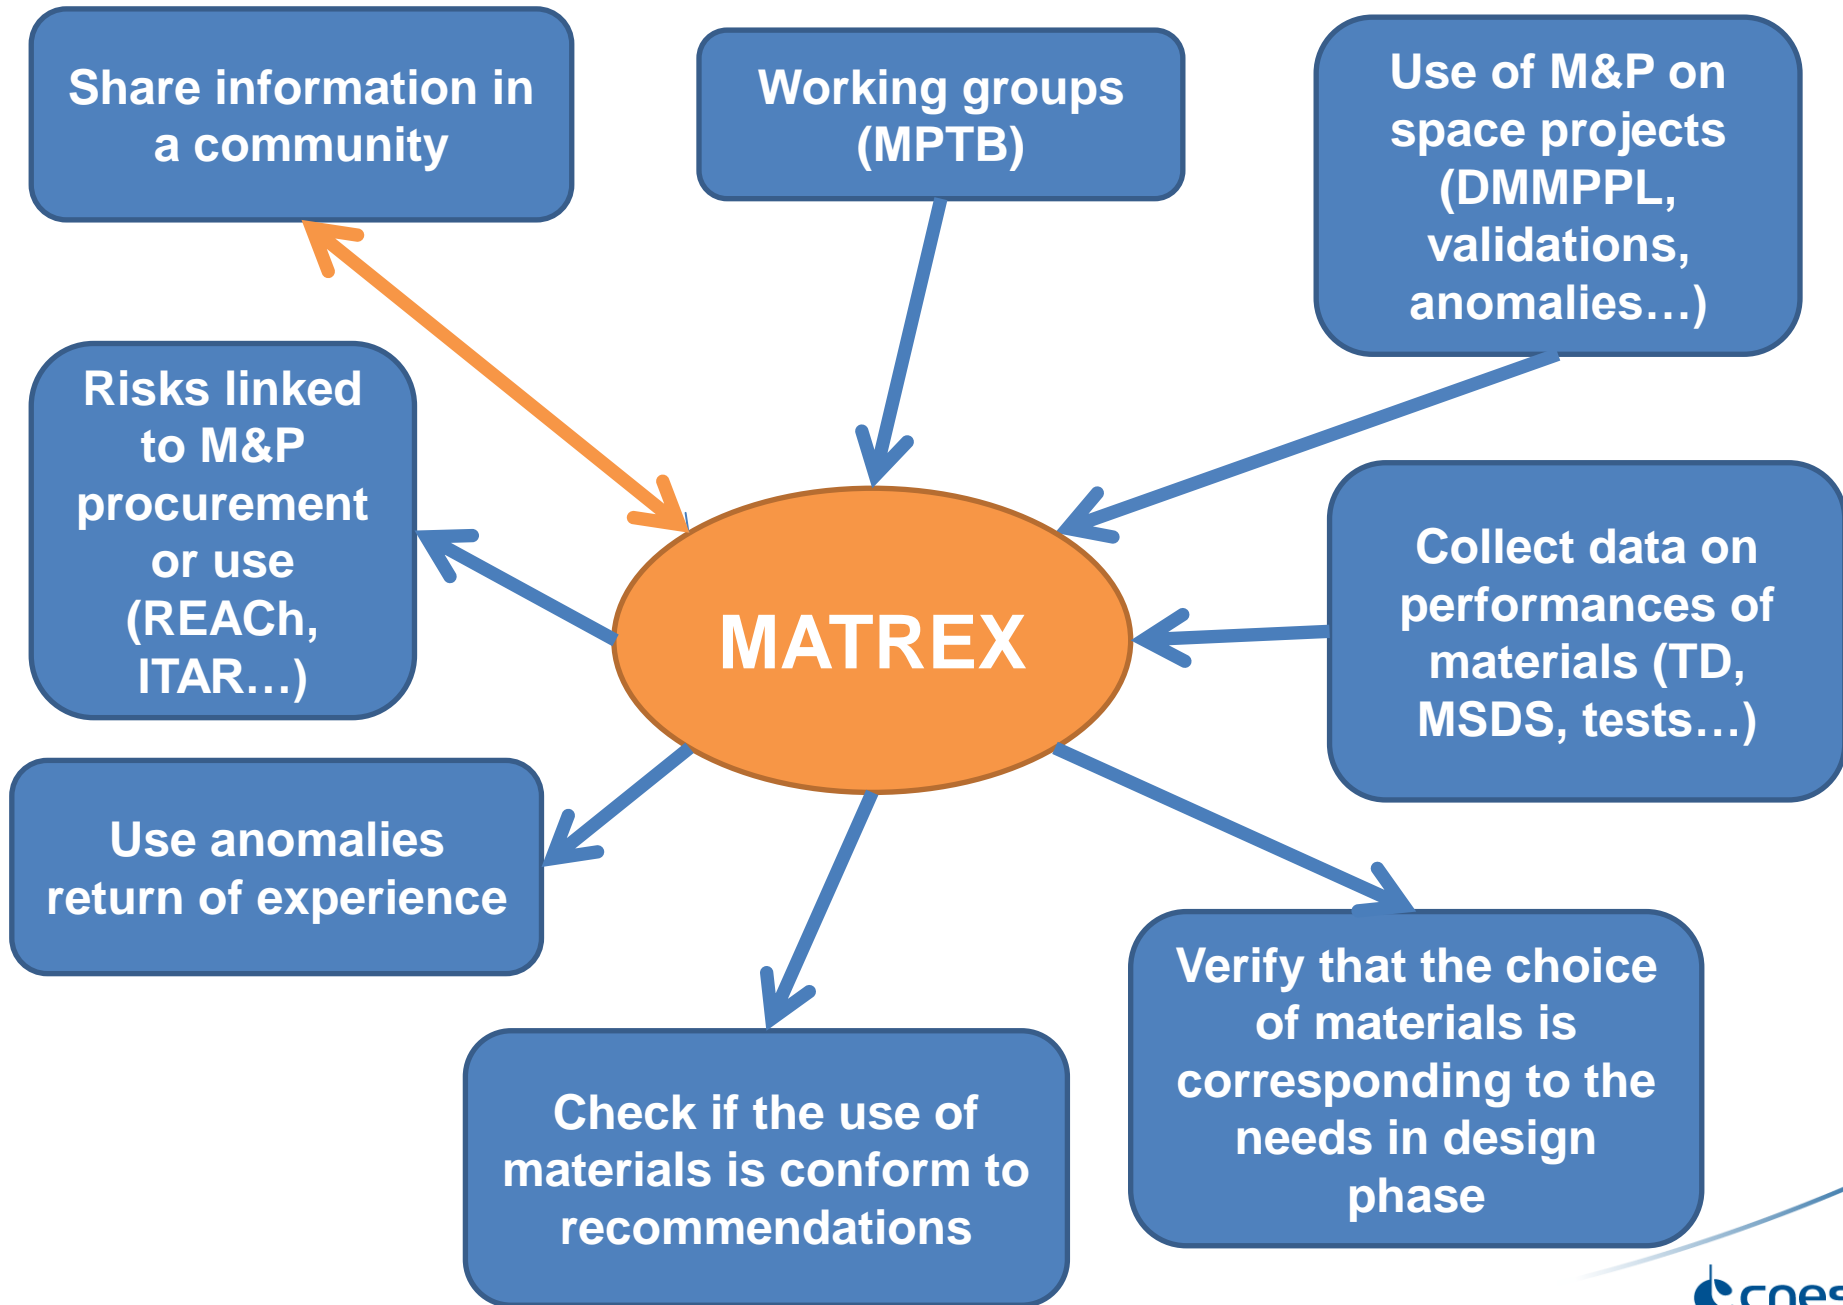 Share information in
a community
Working groups
(MPTB)
Use of M&P on
space projects
(DMMPPL,
validations,
anomalies…)
Risks linked
to M&P
procurement
or use
(REACh,
ITAR…)
MATREX
Collect data on
performances of
materials (TD,
MSDS, tests…)
Use anomalies
return of experience
Check if the use of
materials is conform to
recommendations
Verify that the choice
of materials is
corresponding to the
needs in design
phase
cnes